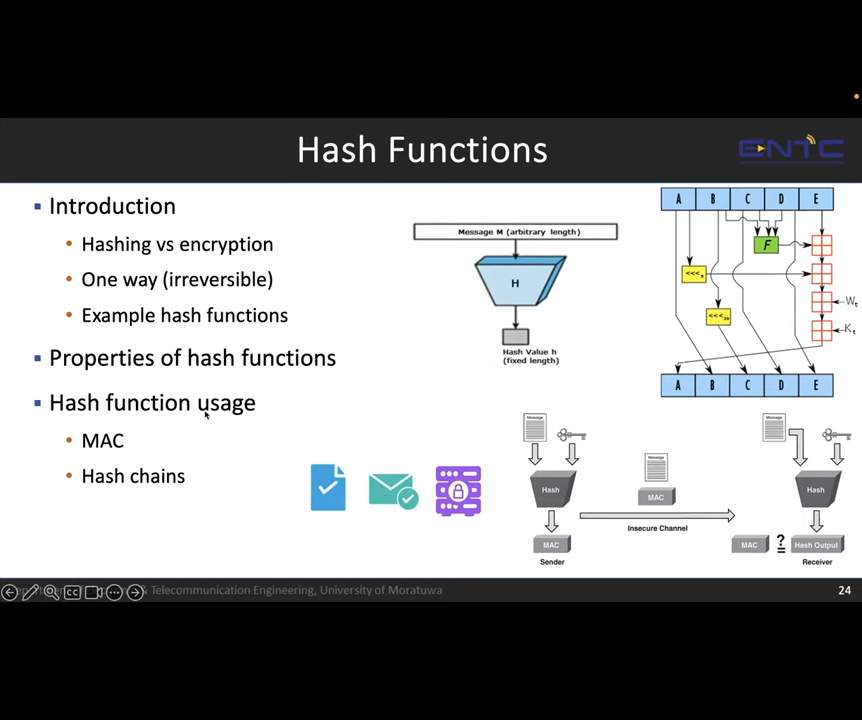 Hash Functions
ENTC
Introduction
Hashing vs encryption
One way (irreversible)
Example hash functions
Properties of hash functions
Hash function usage
MAC
Hash chains
Message M (arbitrary length)
H
Hash Value h
(fixed length)
A B C D E
F
<<<
<<<
Wt
Kt
A B C D E
Message
Hash
MAC
Sender
Message
MAC
Insecure Channel
Message
Hash
MAC ? = Hash Output
Receiver
& Telecommunication Engineering, University of Moratuwa
24